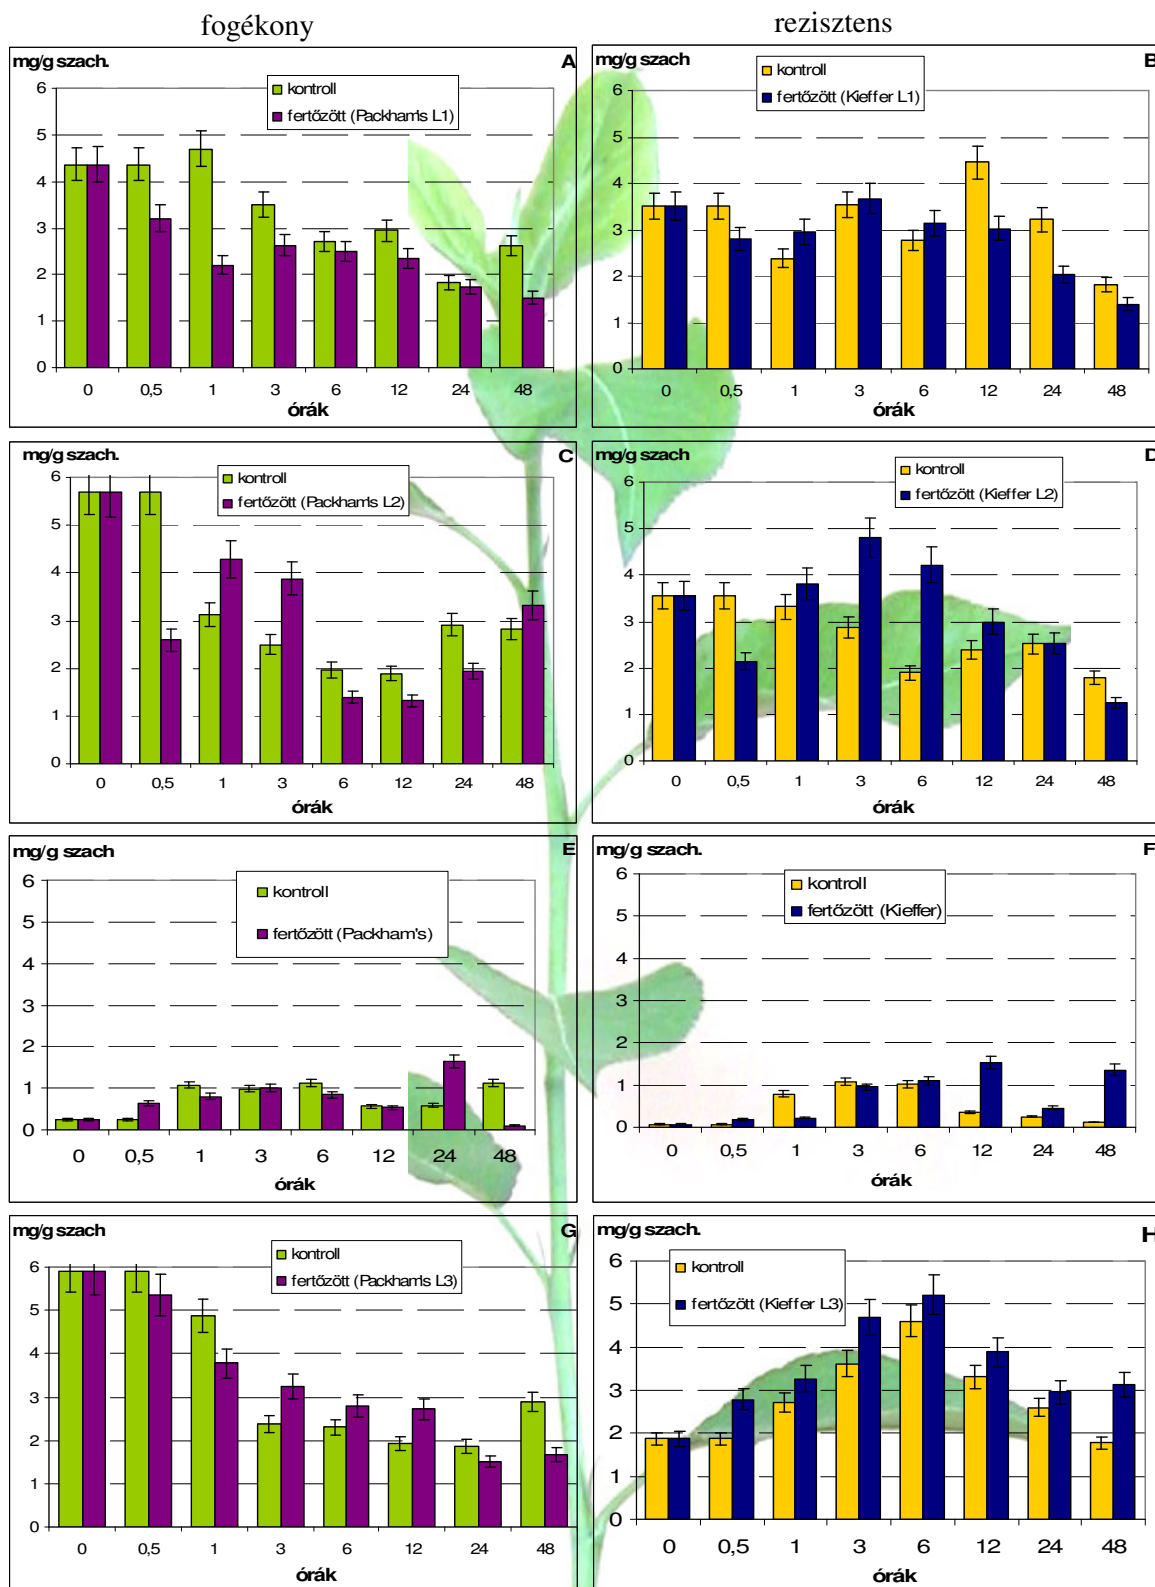 fogékony
rezisztens
mg/g szach.
A
kontroll
fertőzött (Packham's L1)
6
5
4
3
2
1
0
0 0,5 1 3 6 12 24 48
órák
mg/g szach
B
kontroll
fertőzött (Kieffer L1)
6
5
4
3
2
1
0
0 0,5 1 3 6 12 24 48
órák
mg/g szach.
C
kontroll
fertőzött (Packham's L2)
6
5
4
3
2
1
0
0 0,5 1 3 6 12 24 48
órák
mg/g szach
D
kontroll
fertőzött (Kieffer L2)
6
5
4
3
2
1
0
0 0,5 1 3 6 12 24 48
órák
mg/g szach
E
kontroll
fertőzött (Packham's)
6
5
4
3
2
1
0
0 0,5 1 3 6 12 24 48
órák
mg/g szach.
F
kontroll
fertőzött (Kieffer)
6
5
4
3
2
1
0
0 0,5 1 3 6 12 24 48
órák
mg/g szach.
G
kontroll
fertőzött (Packham's L3)
6
5
4
3
2
1
0
0 0,5 1 3 6 12 24 48
órák
mg/g szach.
H
kontroll
fertőzött (Kieffer L3)
6
5
4
3
2
1
0
0 0,5 1 3 6 12 24 48
órák